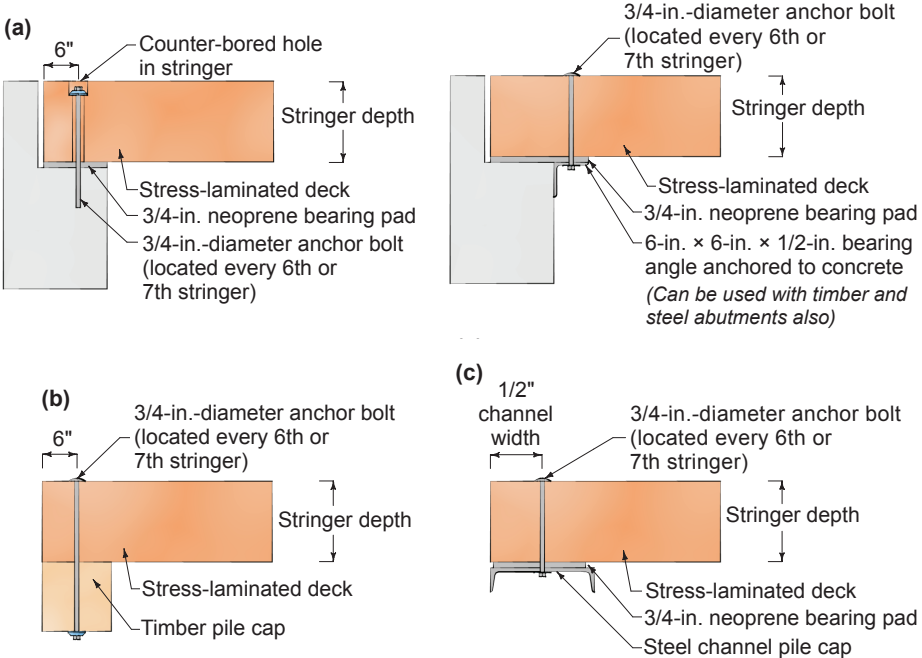 (a)
6"
Counter-bored hole
in stringer
Stringer depth
Stress-laminated deck
3/4-in. neoprene bearing pad
3/4-in.-diameter anchor bolt
(located every 6th or
7th stringer)
3/4-in.-diameter anchor bolt
(located every 6th or
7th stringer)
Stringer depth
Stress-laminated deck
3/4-in. neoprene bearing pad
6-in. × 6-in. × 1/2-in. bearing
angle anchored to concrete
(Can be used with timber and
steel abutments also)
(b)
6"
3/4-in.-diameter anchor bolt
(located every 6th or
7th stringer)
Stringer depth
Stress-laminated deck
Timber pile cap
(c)
1/2"
channel
width
3/4-in.-diameter anchor bolt
(located every 6th or
7th stringer)
Stringer depth
Stress-laminated deck
3/4-in. neoprene bearing pad
Steel channel pile cap